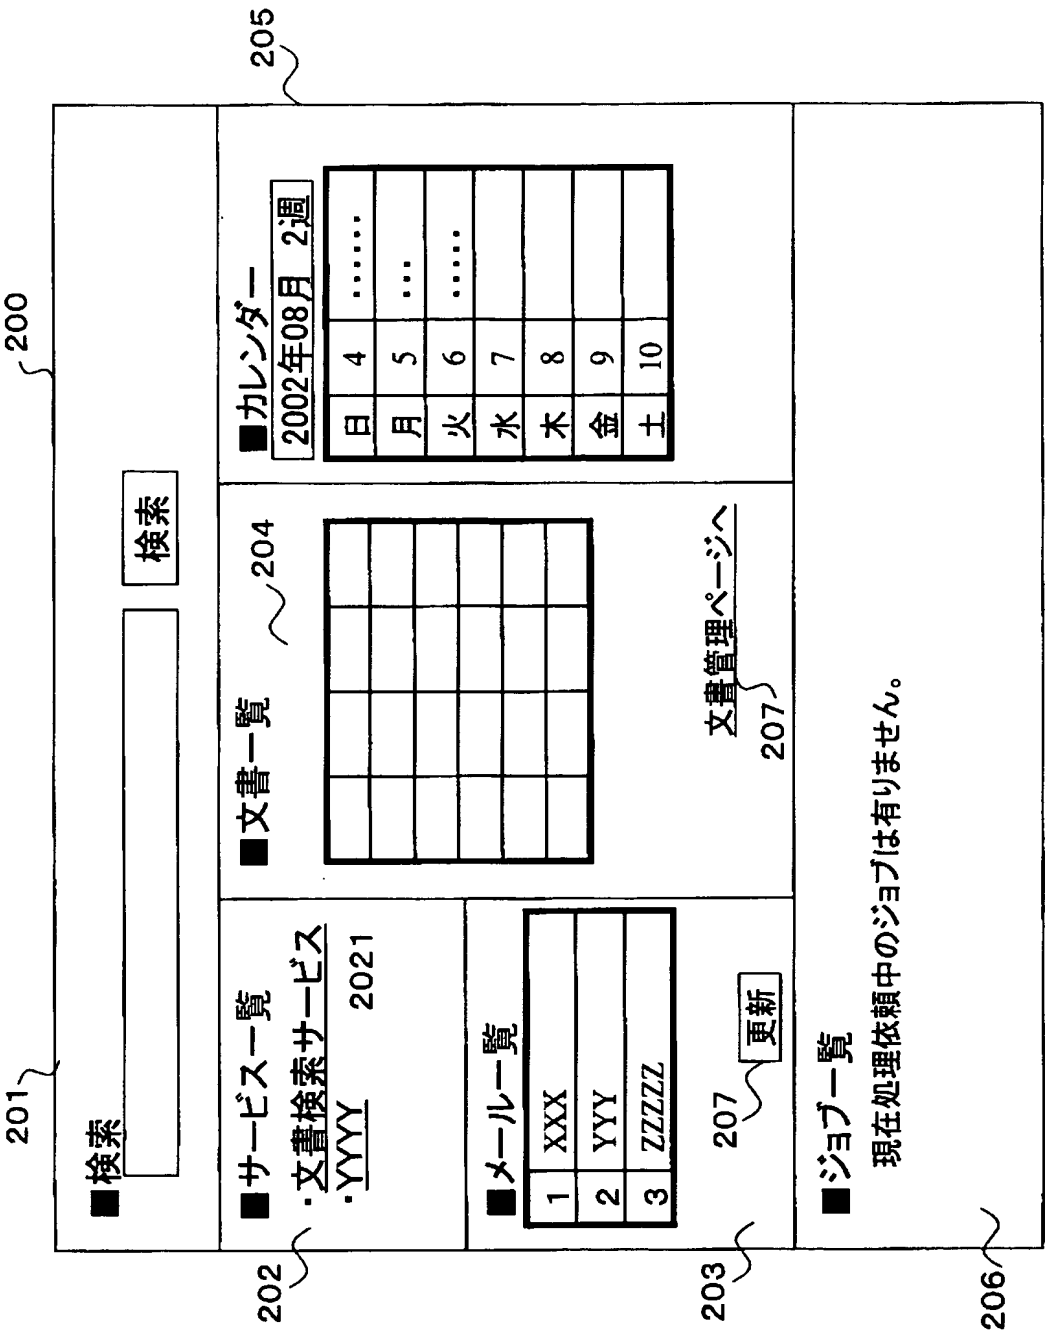 200
201
■検索
検索
205
■サービス一覧
・文書検索サービス
・YYYY
2021
202
■メール一覧
1 XXX
2 YYY
3 ZZZZZ
更新
207
203
■文書一覧
204
文書管理ページへ
207
■カレンダー
2002年08月 2週
日 4 ・・・・・・
月 5 ・・・
火 6 ・・・・・
水 7
木 8
金 9
土 10
■ジョブ一覧
現在処理依頼中のジョブは有りません。
206